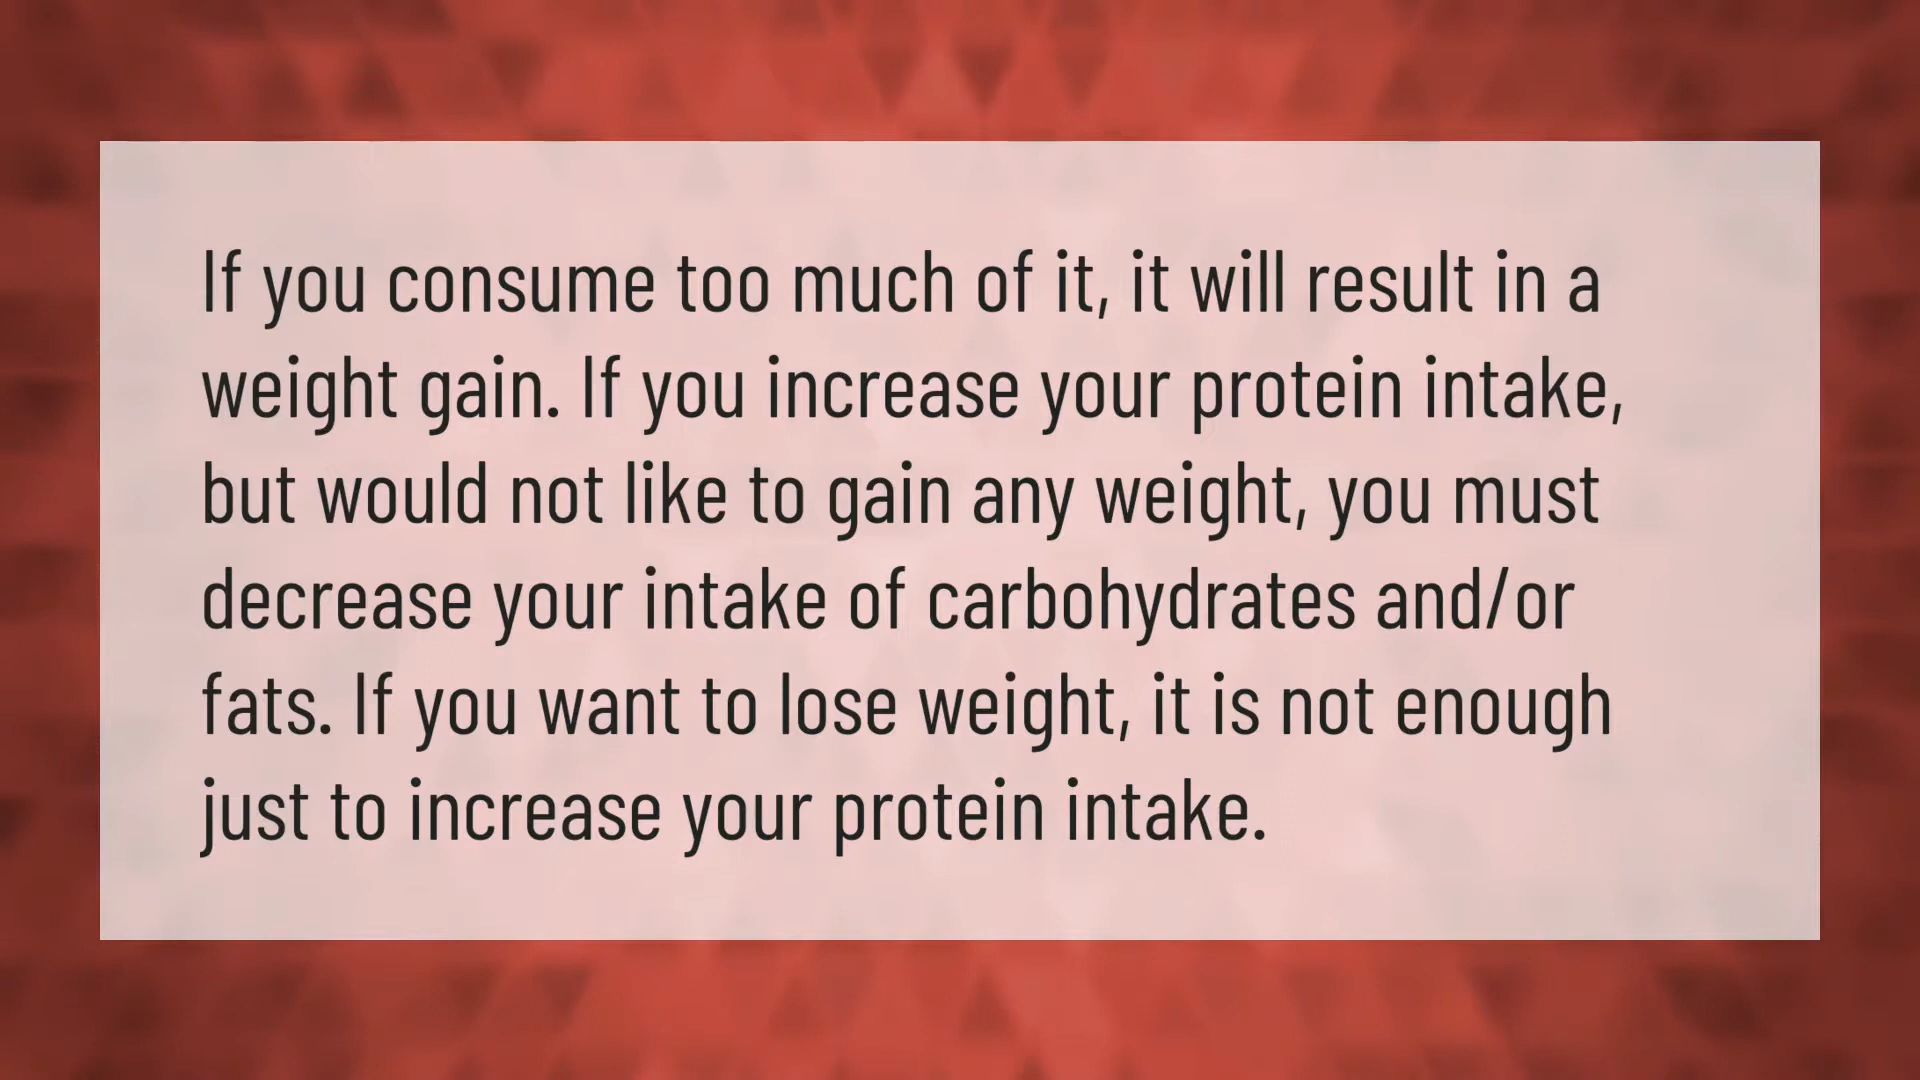 If you consume too much of it, it will result in a
weight gain. If you increase your protein intake,
but would not like to gain any weight, you must
decrease your intake of carbohydrates and/or
fats. If you want to lose weight, it is not enough
just to increase your protein intake.